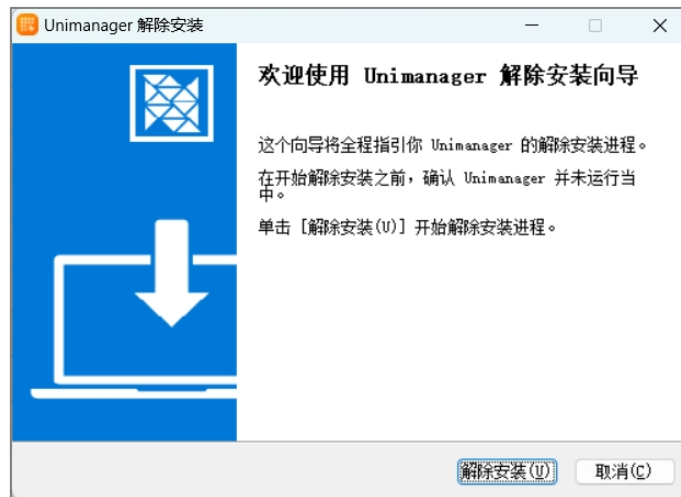 Unimanager 解除安装
欢迎使用 Unimanager 解除安装向导
这个向导将全程指引你 Unimanager 的解除安装进程。
在开始解除安装之前，确认 Unimanager 并未运行当
中。
单击 [解除安装(U)] 开始解除安装进程。
解除安装(U) 取消(C)